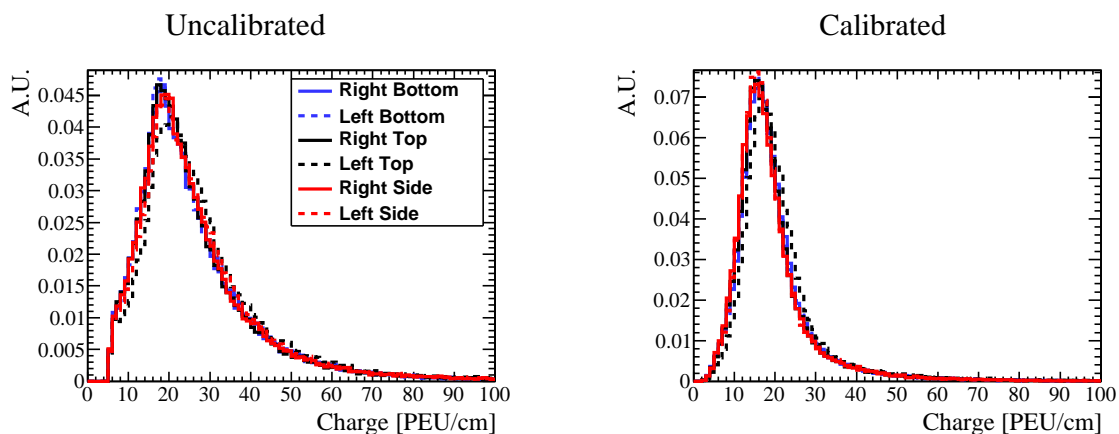 Uncalibrated
A.U.
0.045
0.04
0.035
0.03
0.025
0.02
0.015
0.01
0.005
0
Right Bottom
Left Bottom
Right Top
Left Top
Right Side
Left Side
0 10 20 30 40 50 60 70 80 90 100
Charge [PEU/cm]
Calibrated
A.U.
0.07
0.06
0.05
0.04
0.03
0.02
0.01
0
0 10 20 30 40 50 60 70 80 90 100
Charge [PEU/cm]